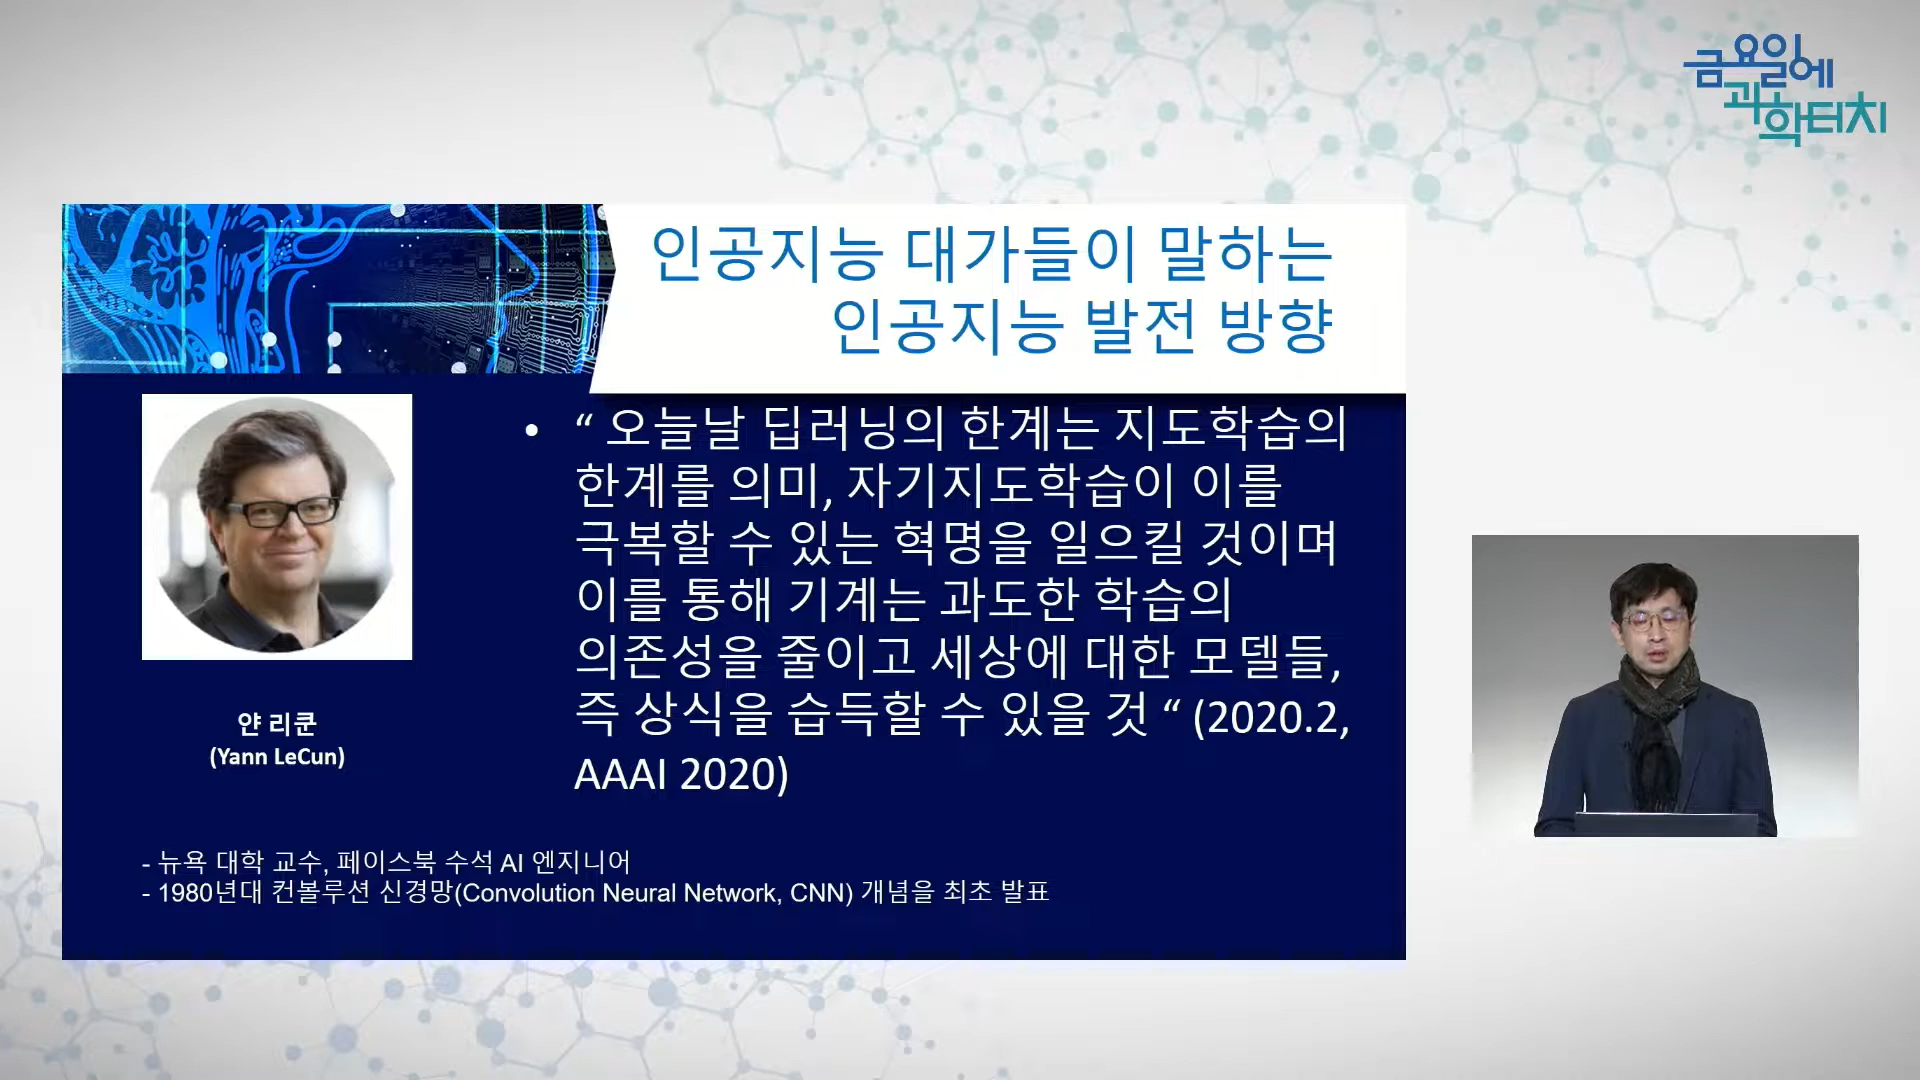 금요일에
과학터치
인공지능 대가들이 말하는
인공지능 발전 방향
• “ 오늘날 딥러닝의 한계는 지도학습의
한계를 의미, 자기지도학습이 이를
극복할 수 있는 혁명을 일으킬 것이며
이를 통해 기계는 과도한 학습의
의존성을 줄이고 세상에 대한 모델들,
즉 상식을 습득할 수 있을 것 “ (2020.2,
AAAI 2020)
얀 리쿤
(Yann LeCun)
- 뉴욕 대학 교수, 페이스북 수석 AI 엔지니어
- 1980년대 컨볼루션 신경망(Convolution Neural Network, CNN) 개념을 최초 발표